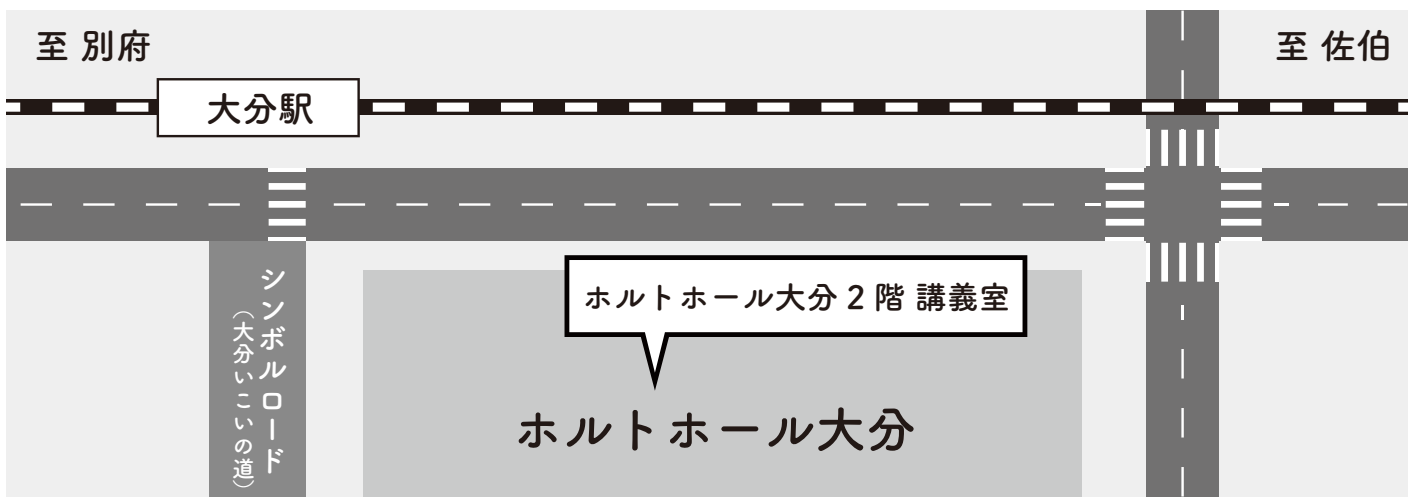 至 別府
至 佐伯
大分駅
ホルトホール大分 2 階 講義室
シンボルロード
（大分いこいの道）
ホルトホール大分